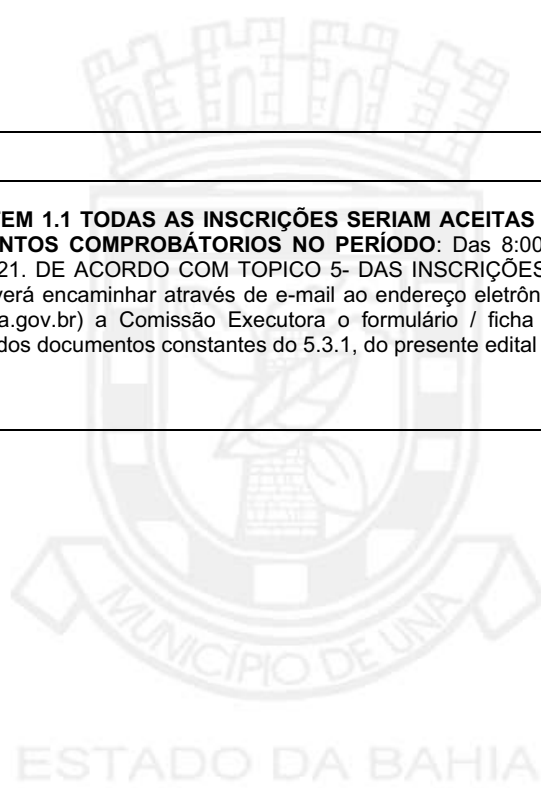 TEM 1.1 TODAS AS INSCRIÇÕES SERIAM ACEITAS
NTOS COMPROBÁTORIOS NO PERÍODO: Das 8:00
21. DE ACORDO COM TOPICO 5- DAS INSCRIÇÕES
verá encaminhar através de e-mail ao endereço eletrôn
a.gov.br) a Comissão Executora o formulário / ficha
dos documentos constantes do 5.3.1, do presente edital
MUNICÍPIO DE UNA
ESTADO DA BAHIA